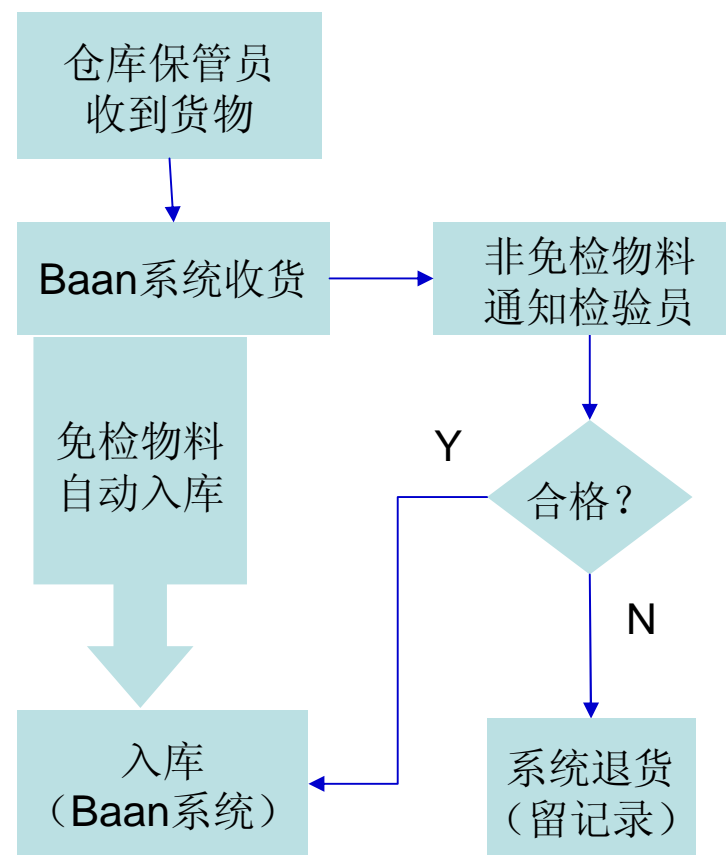 仓库保管员
收到货物
Baan系统收货
非免检物料
通知检验员
免检物料
自动入库
Y
合格？
N
入库
（Baan系统）
系统退货
（留记录）